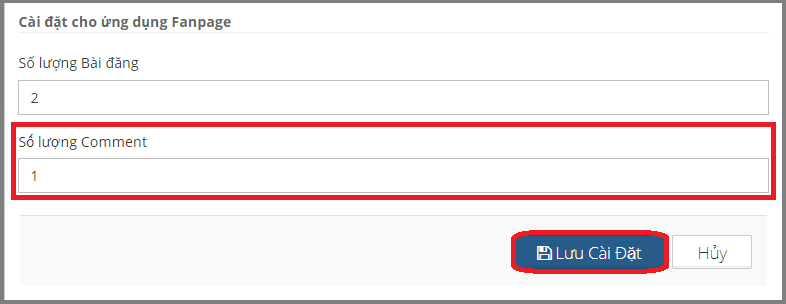 Cài đặt cho ứng dụng Fanpage
Số lượng Bài đăng
2
Số lượng Comment
1
Lưu Cài Đặt Hủy